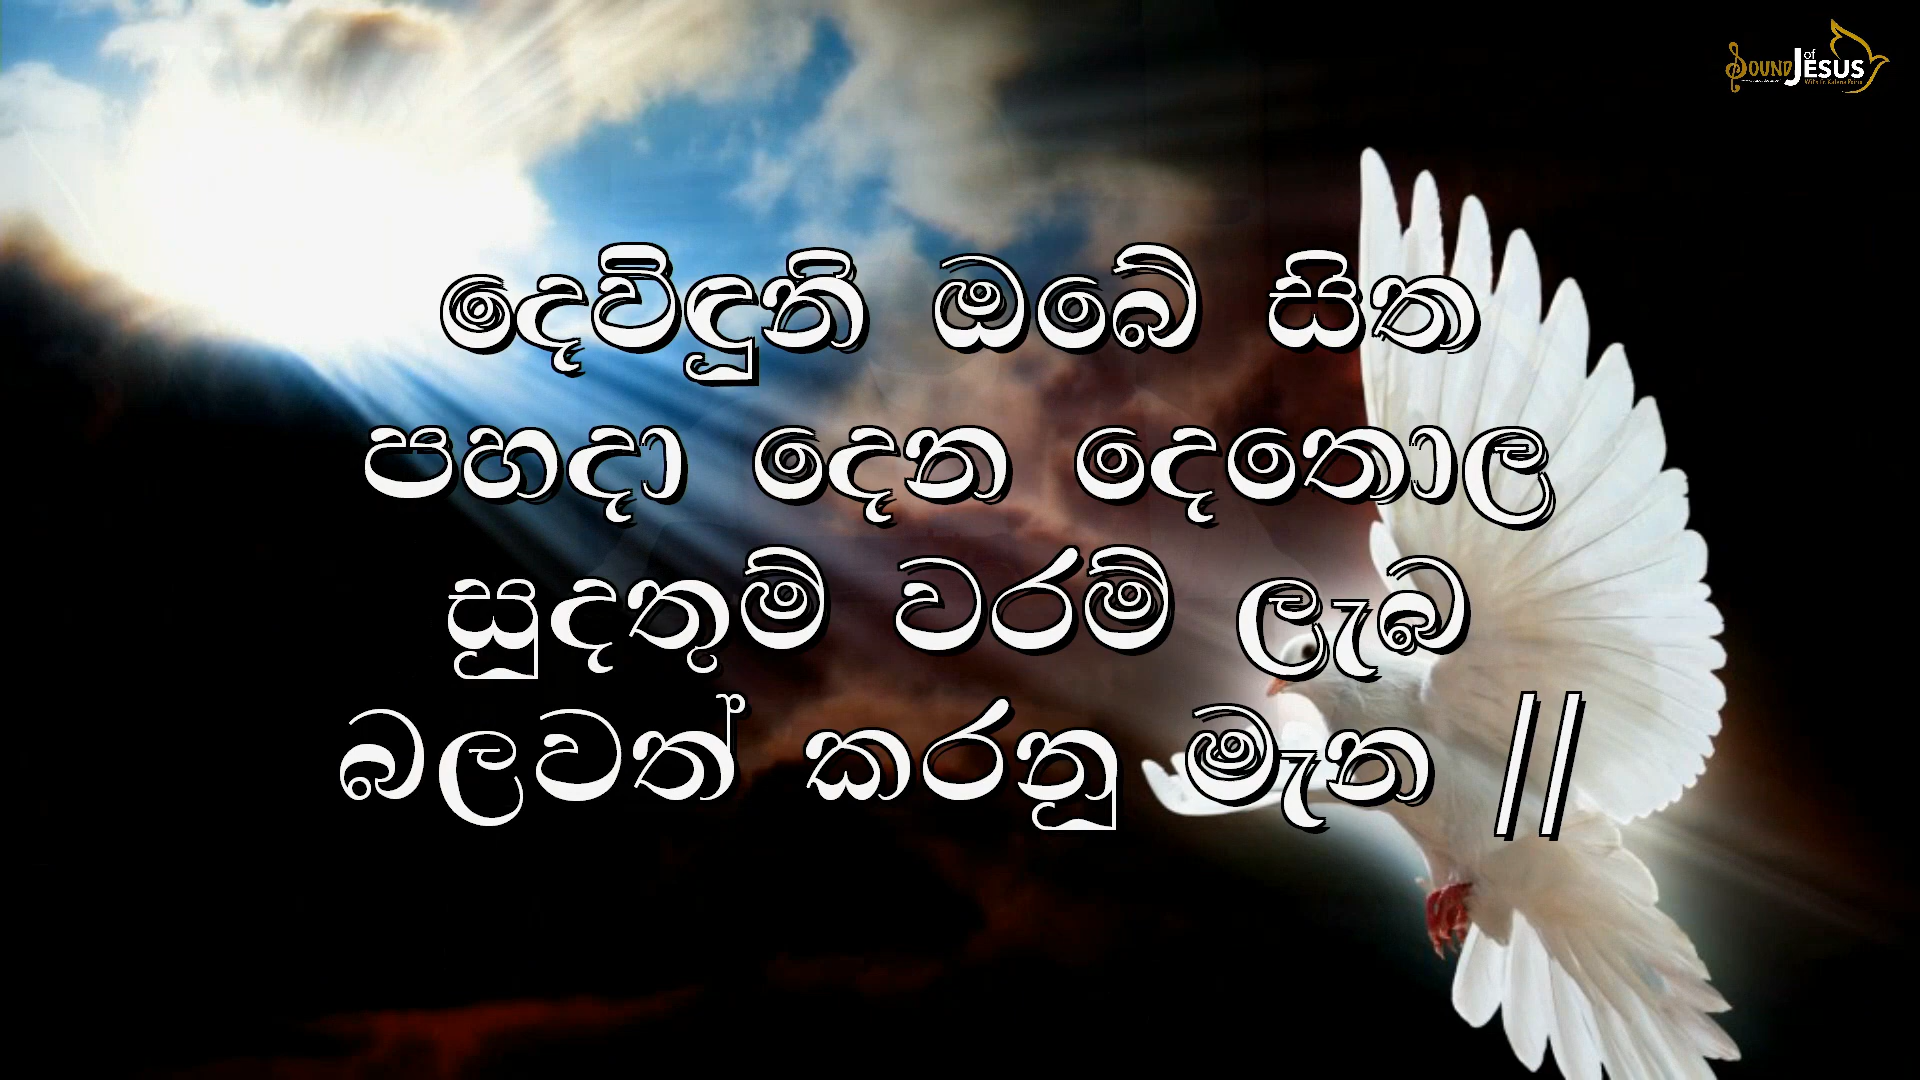 Sound of Jesus
දෙවිඳුනි ඔබේ සිත
පහදා දෙන දෙතොල
සූදතුම් වරම් ලැබ
බලවත් කරනු මැන //